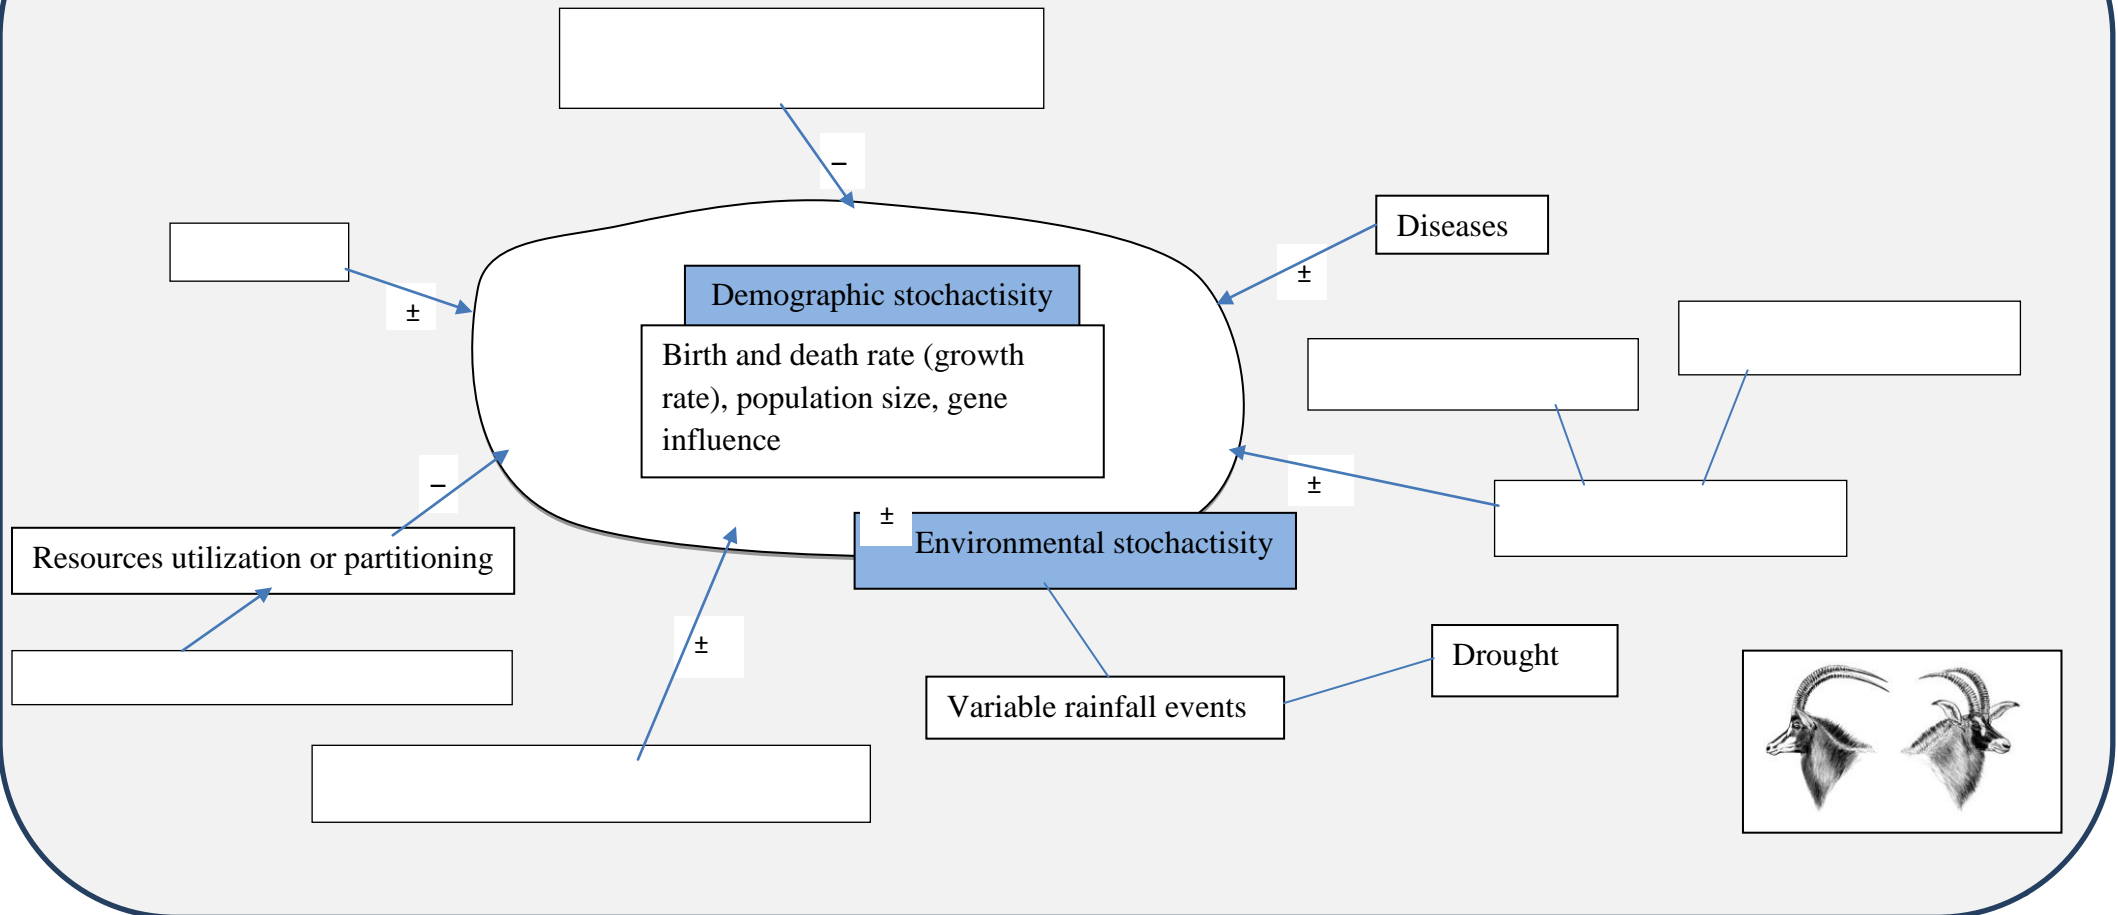 –
Diseases
±
±
Demographic stochactisity
Birth and death rate (growth
rate), population size, gene
influence
–
±
±
Environmental stochactisity
Resources utilization or partitioning
±
Drought
Variable rainfall events